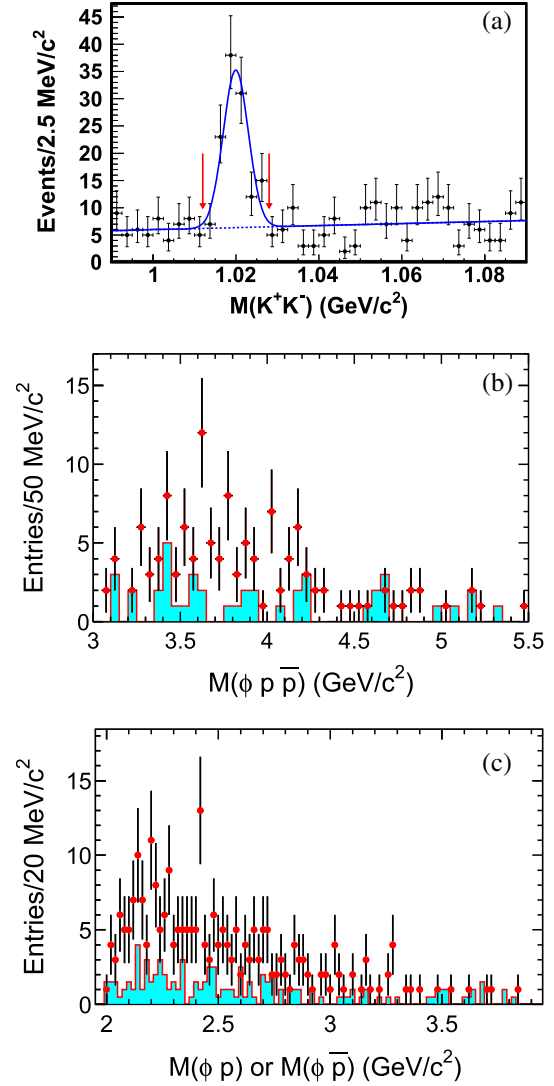 (a)
Events/2.5 MeV/c²
45
40
35
30
25
20
15
10
5
0
1 1.02 1.04 1.06 1.08
M(K⁺K⁻) (GeV/c²)
(b)
Entries/50 MeV/c²
15
10
5
0
3 3.5 4 4.5 5 5.5
M(ϕ p p̅) (GeV/c²)
(c)
Entries/20 MeV/c²
15
10
5
0
2 2.5 3 3.5
M(ϕ p) or M(ϕ p̅) (GeV/c²)